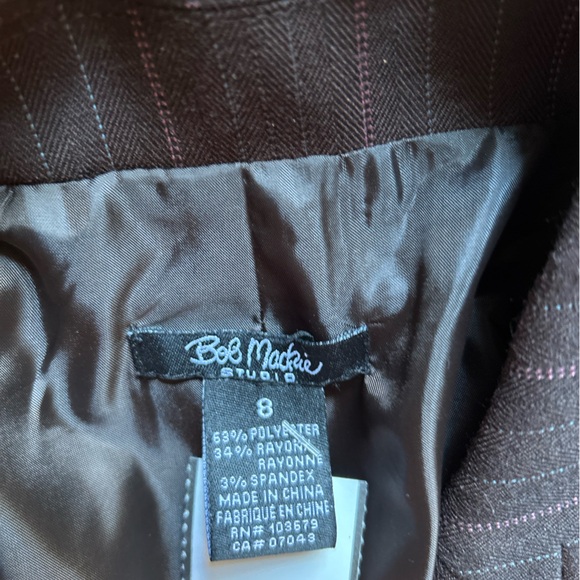 Bob Mackie
STUDIO
8
63% POLYESTER
34% RAYON
RAYONNE
3% SPANDEX
MADE IN CHINA
FABRIQUÉ EN CHINE
RN# 103579
CA# 07043